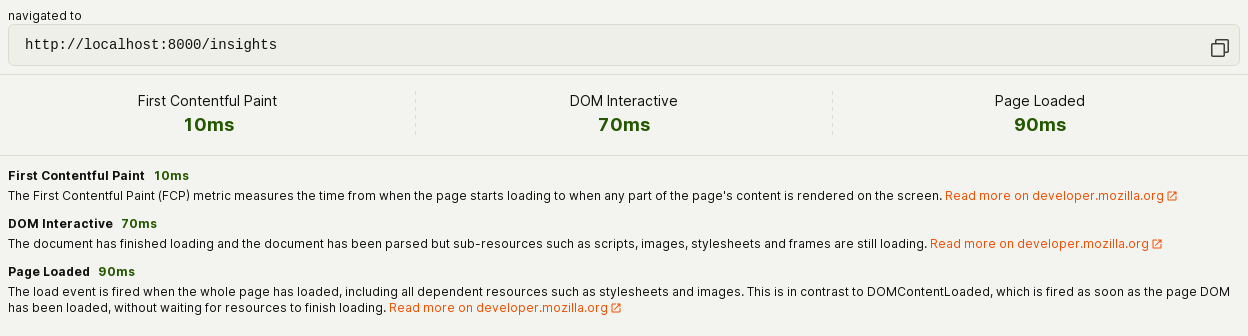 navigated to
http://localhost:8000/insights
First Contentful Paint
10ms
DOM Interactive
70ms
Page Loaded
90ms
First Contentful Paint 10ms
The First Contentful Paint (FCP) metric measures the time from when the page starts loading to when any part of the page's content is rendered on the screen. Read more on developer.mozilla.org
DOM Interactive 70ms
The document has finished loading and the document has been parsed but sub-resources such as scripts, images, stylesheets and frames are still loading. Read more on developer.mozilla.org
Page Loaded 90ms
The load event is fired when the whole page has loaded, including all dependent resources such as stylesheets and images. This is in contrast to DOMContentLoaded, which is fired as soon as the page DOM
has been loaded, without waiting for resources to finish loading. Read more on developer.mozilla.org